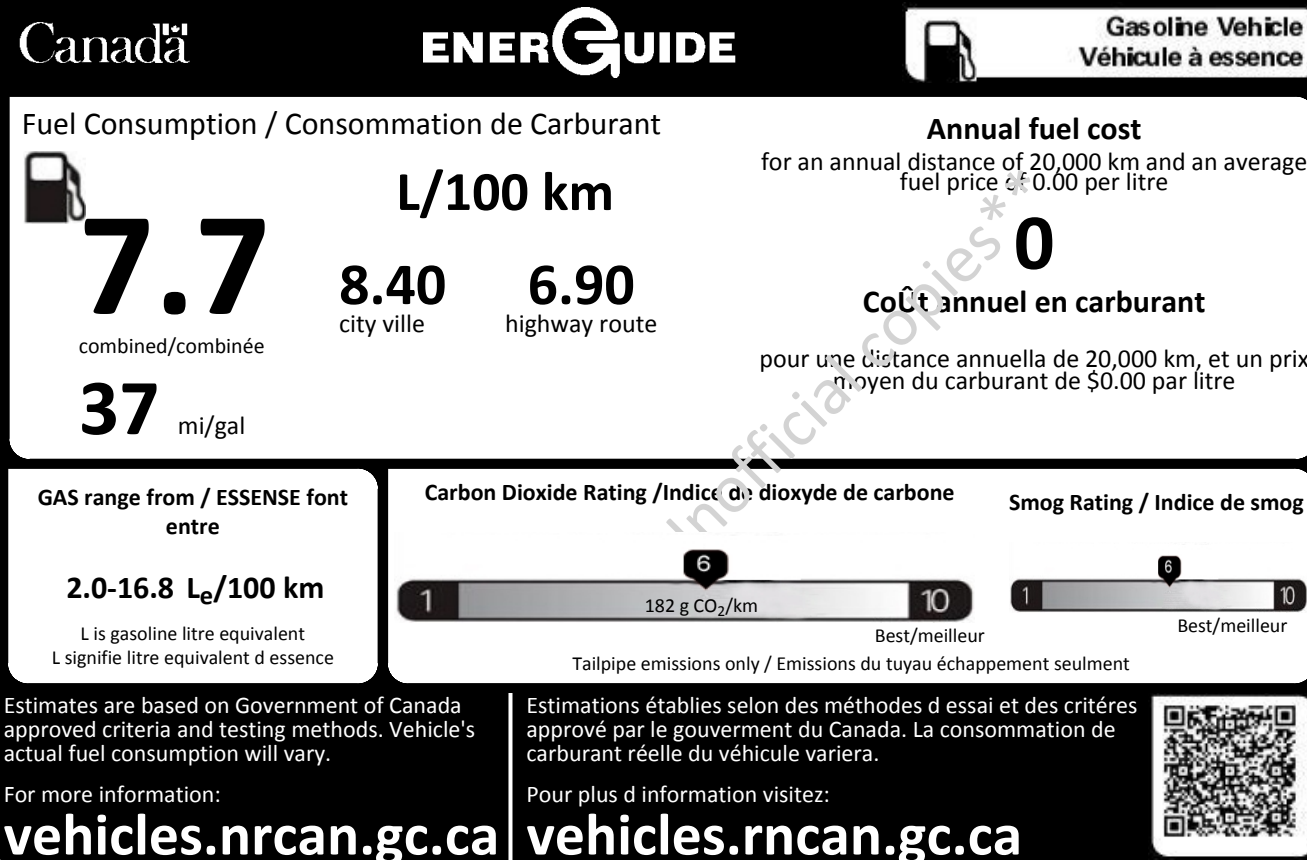 Canada
ENERGUIDE
Gasoline Vehicle
Véhicule à essence
Fuel Consumption / Consommation de Carburant
L/100 km
7.7
combined/combinée
8.40
city ville
6.90
highway route
37 mi/gal
Annual fuel cost
for an annual distance of 20,000 km and an average
fuel price of 0.00 per litre
0
CoÛt annuel en carburant
pour une distance annuella de 20,000 km, et un prix
moyen du carburant de $0.00 par litre
nofficial copies**
GAS range from / ESSENSE font
entre
2.0-16.8 Le/100 km
L is gasoline litre equivalent
L signifie litre equivalent d essence
Carbon Dioxide Rating /Indice de dioxyde de carbone
6
1
182 g CO2/km
10
Best/meilleur
Smog Rating / Indice de smog
6
1
10
Best/meilleur
Tailpipe emissions only / Emissions du tuyau échappement seulment
Estimates are based on Government of Canada
approved criteria and testing methods. Vehicle's
actual fuel consumption will vary.
For more information:
vehicles.nrcan.gc.ca
Estimations établies selon des méthodes d essai et des critéres
apprové par le gouverment du Canada. La consommation de
carburant réelle du véhicule variera.
Pour plus d information visitez:
vehicles.rncan.gc.ca